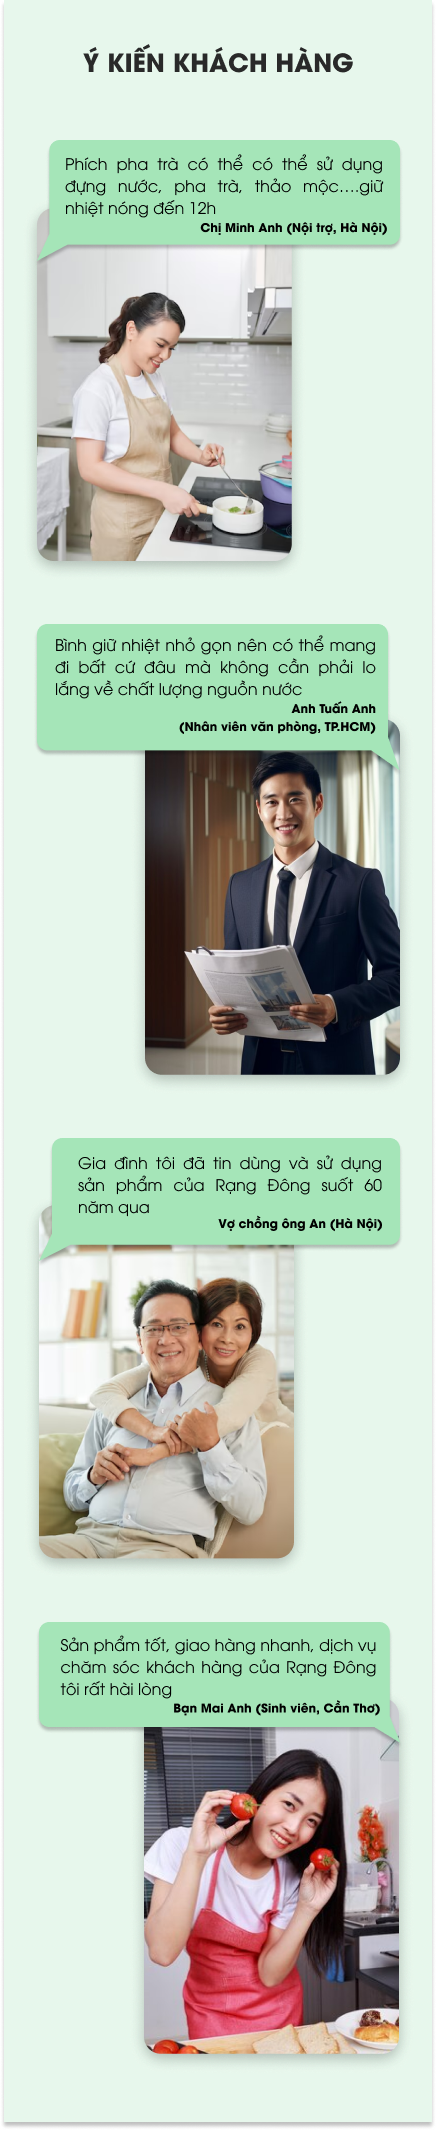 Ý KIẾN KHÁCH HÀNG
Phích pha trà có thể có thể sử dụng
đựng nước, pha trà, thảo mộc....giữ
nhiệt nóng đến 12h
Chị Minh Anh (Nội trợ, Hà Nội)
Bình giữ nhiệt nhỏ gọn nên có thể mang
đi bất cứ đâu mà không cần phải lo
lắng về chất lượng nguồn nước
Anh Tuấn Anh
(Nhân viên văn phòng, TP.HCM)
Gia đình tôi đã tin dùng và sử dụng
sản phẩm của Rạng Đông suốt 60
năm qua
Vợ chồng ông An (Hà Nội)
Sản phẩm tốt, giao hàng nhanh, dịch vụ
chăm sóc khách hàng của Rạng Đông
tôi rất hài lòng
Bạn Mai Anh (Sinh viên, Cần Thơ)